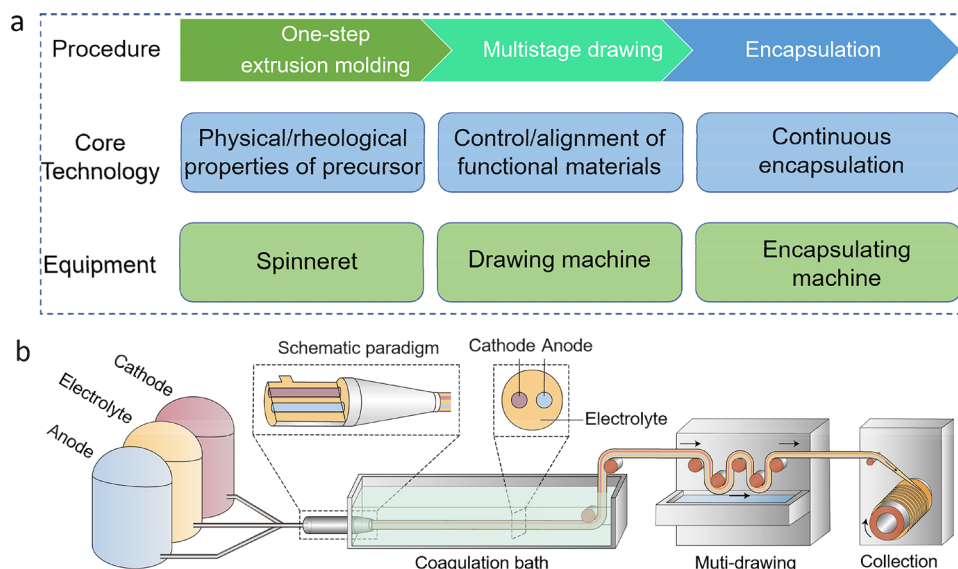 a
Procedure
One-step
extrusion molding
Multistage drawing
Encapsulation
Core
Technology
Physical/rheological
properties of precursor
Control/alignment of
functional materials
Continuous
encapsulation
Equipment
Spinneret
Drawing machine
Encapsulating
machine
b
Schematic paradigm
Cathode Anode
Electrolyte
Cathode
Electrolyte
Anode
Coagulation bath
Muti-drawing
Collection